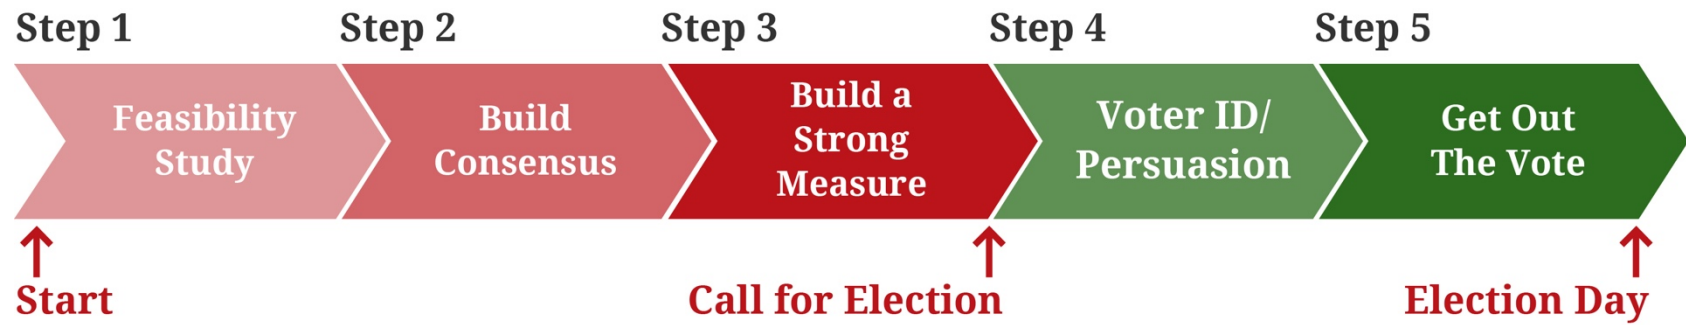 Step 1
Step 2
Step 3
Step 4
Step 5
Feasibility
Study
Build
Consensus
Build a
Strong
Measure
Voter ID/
Persuasion
Get Out
The Vote
Start
Call for Election
Election Day